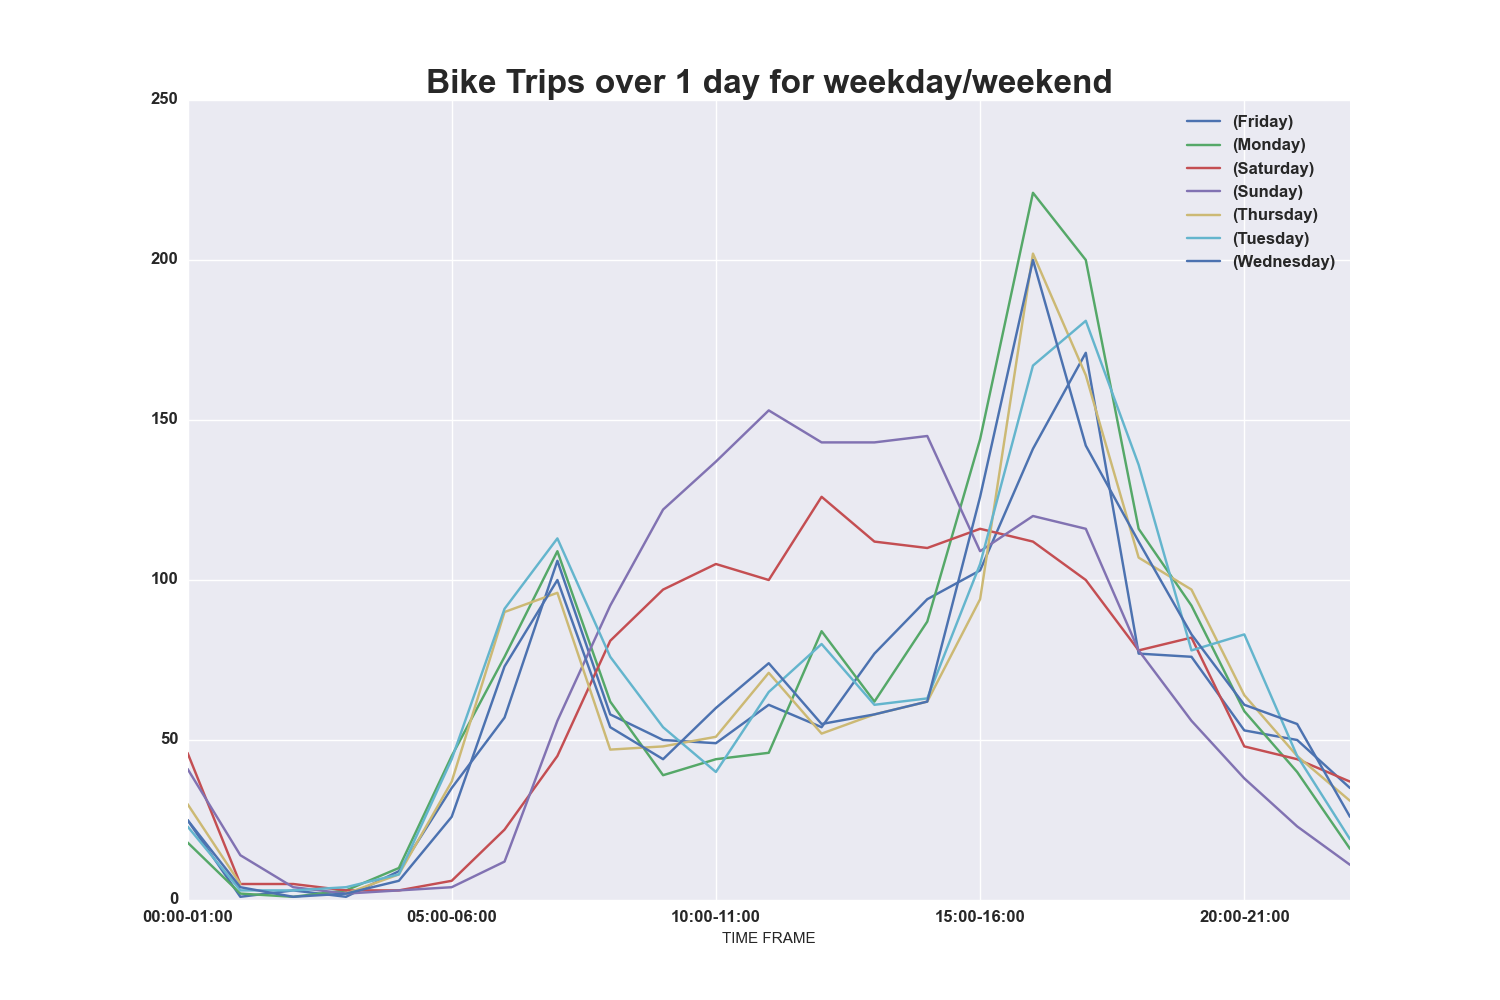 Bike Trips over 1 day for weekday/weekend
250
200
150
100
50
0
(Friday)
(Monday)
(Saturday)
(Sunday)
(Thursday)
(Tuesday)
(Wednesday)
00:00-01:00 05:00-06:00 10:00-11:00 15:00-16:00 20:00-21:00
TIME FRAME